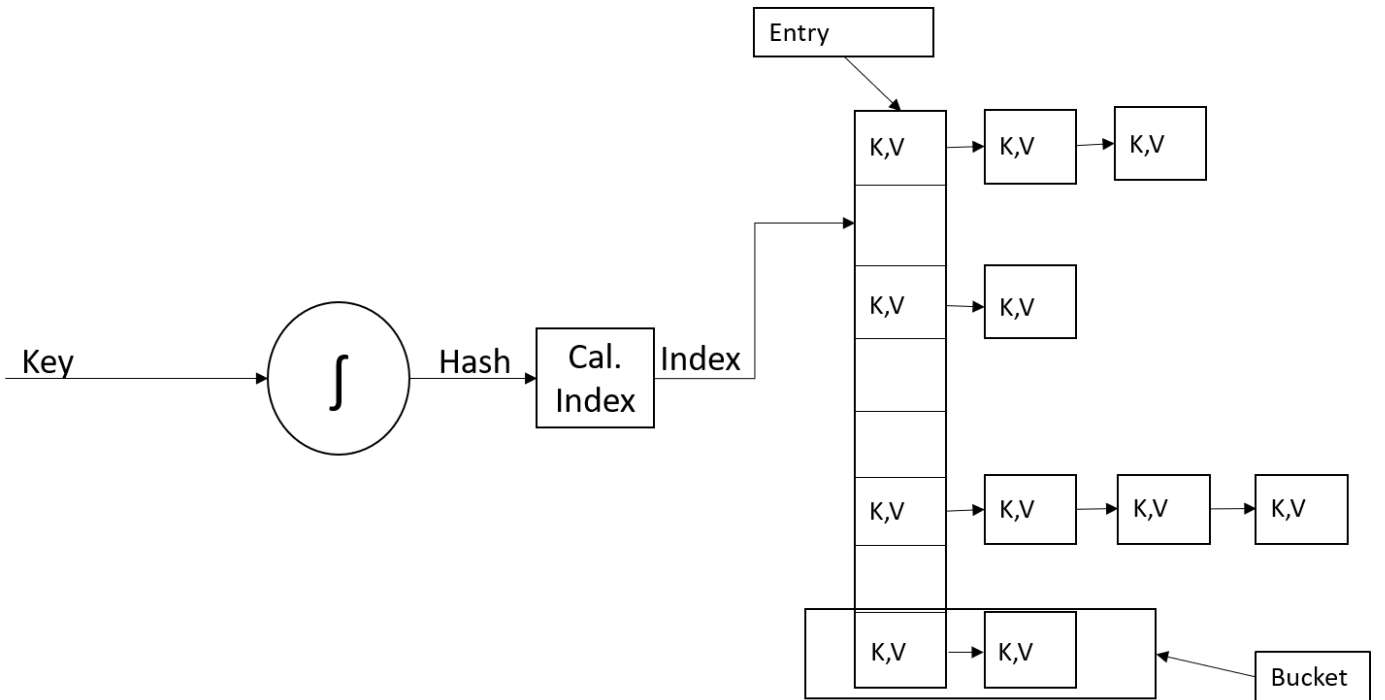 Entry
K,V
K,V
K,V
K,V
K,V
Key
∫
Hash
Cal.
Index
Index
K,V
K,V
K,V
K,V
K,V
K,V
Bucket